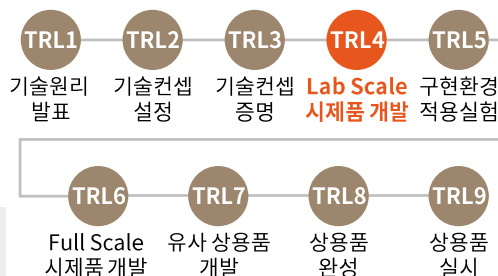 TRL1 TRL2 TRL3 TRL4 TRL5
기술원리 기술컨셉 기술컨셉 Lab Scale 구현환경
발표 설정 증명 시제품 개발 적용실험
TRL6 TRL7 TRL8 TRL9
Full Scale 유사 상용품 상용품 상용품
시제품 개발 개발 완성 실시